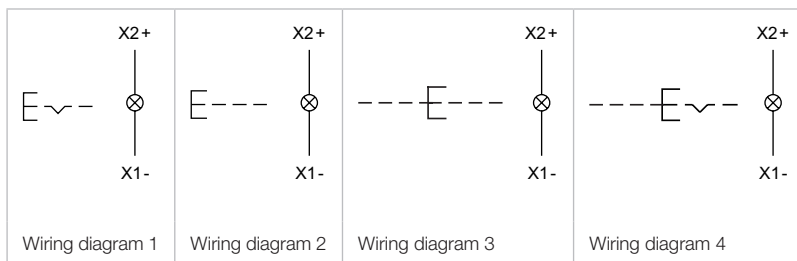 X2+
X1-
Wiring diagram 1
X2+
X1-
Wiring diagram 2
X2+
X1-
Wiring diagram 3
X2+
X1-
Wiring diagram 4